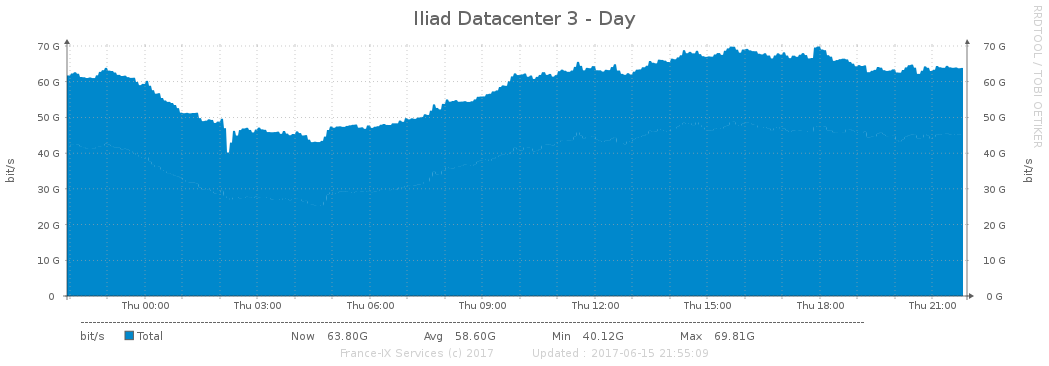 Iliad Datacenter 3 - Day
RRDTOOL / TOBI OETIKER
70 G 70 G
60 G 60 G
50 G 50 G
40 G 40 G
30 G 30 G
20 G 20 G
10 G 10 G
0 0 G
bit/s bit/s
Thu 00:00 Thu 03:00 Thu 06:00 Thu 09:00 Thu 12:00 Thu 15:00 Thu 18:00 Thu 21:00
bit/s Total Now 63.80G Avg 58.60G Min 40.12G Max 69.81G
France-IX Services (c) 2017 Updated : 2017-06-15 21:55:09